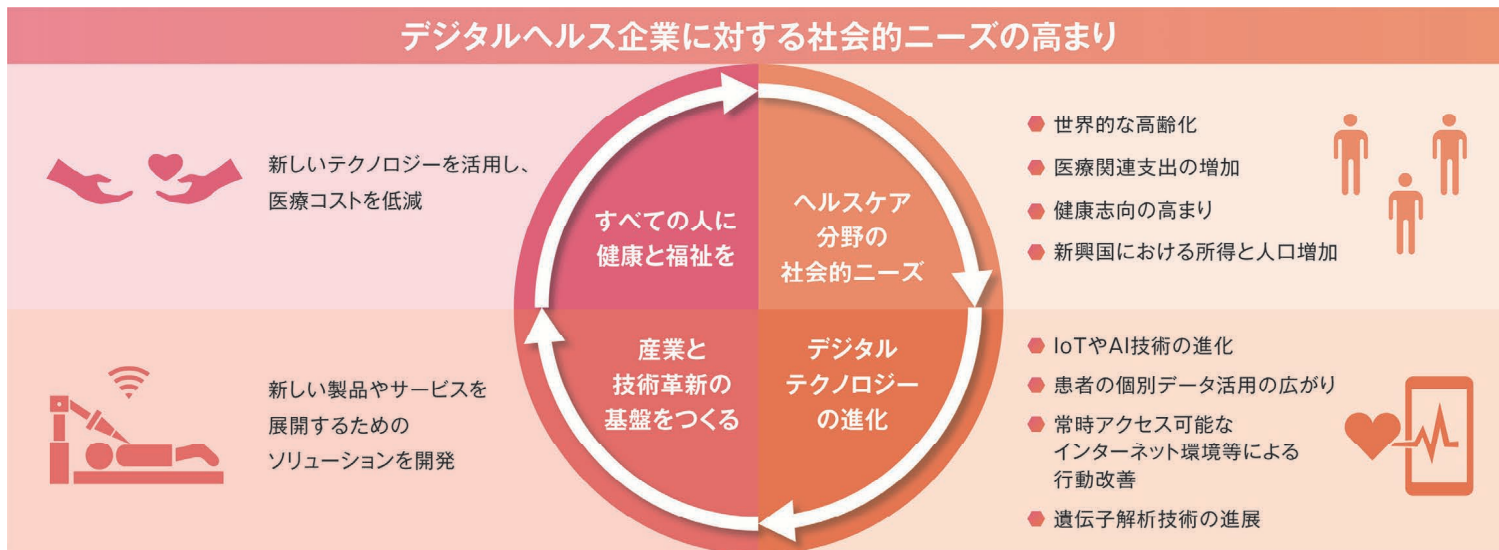 デジタルヘルス企業に対する社会的ニーズの高まり
新しいテクノロジーを活用し、
医療コストを低減
すべての人に
健康と福祉を
ヘルスケア
分野の
社会的ニーズ
世界的な高齢化
医療関連支出の増加
健康志向の高まり
新興国における所得と人口増加
新しい製品やサービスを
展開するための
ソリューションを開発
産業と
技術革新の
基盤をつくる
デジタル
テクノロジー
の進化
IoTやAI技術の進化
患者の個別データ活用の広がり
常時アクセス可能な
インターネット環境等による
行動改善
遺伝子解析技術の進展